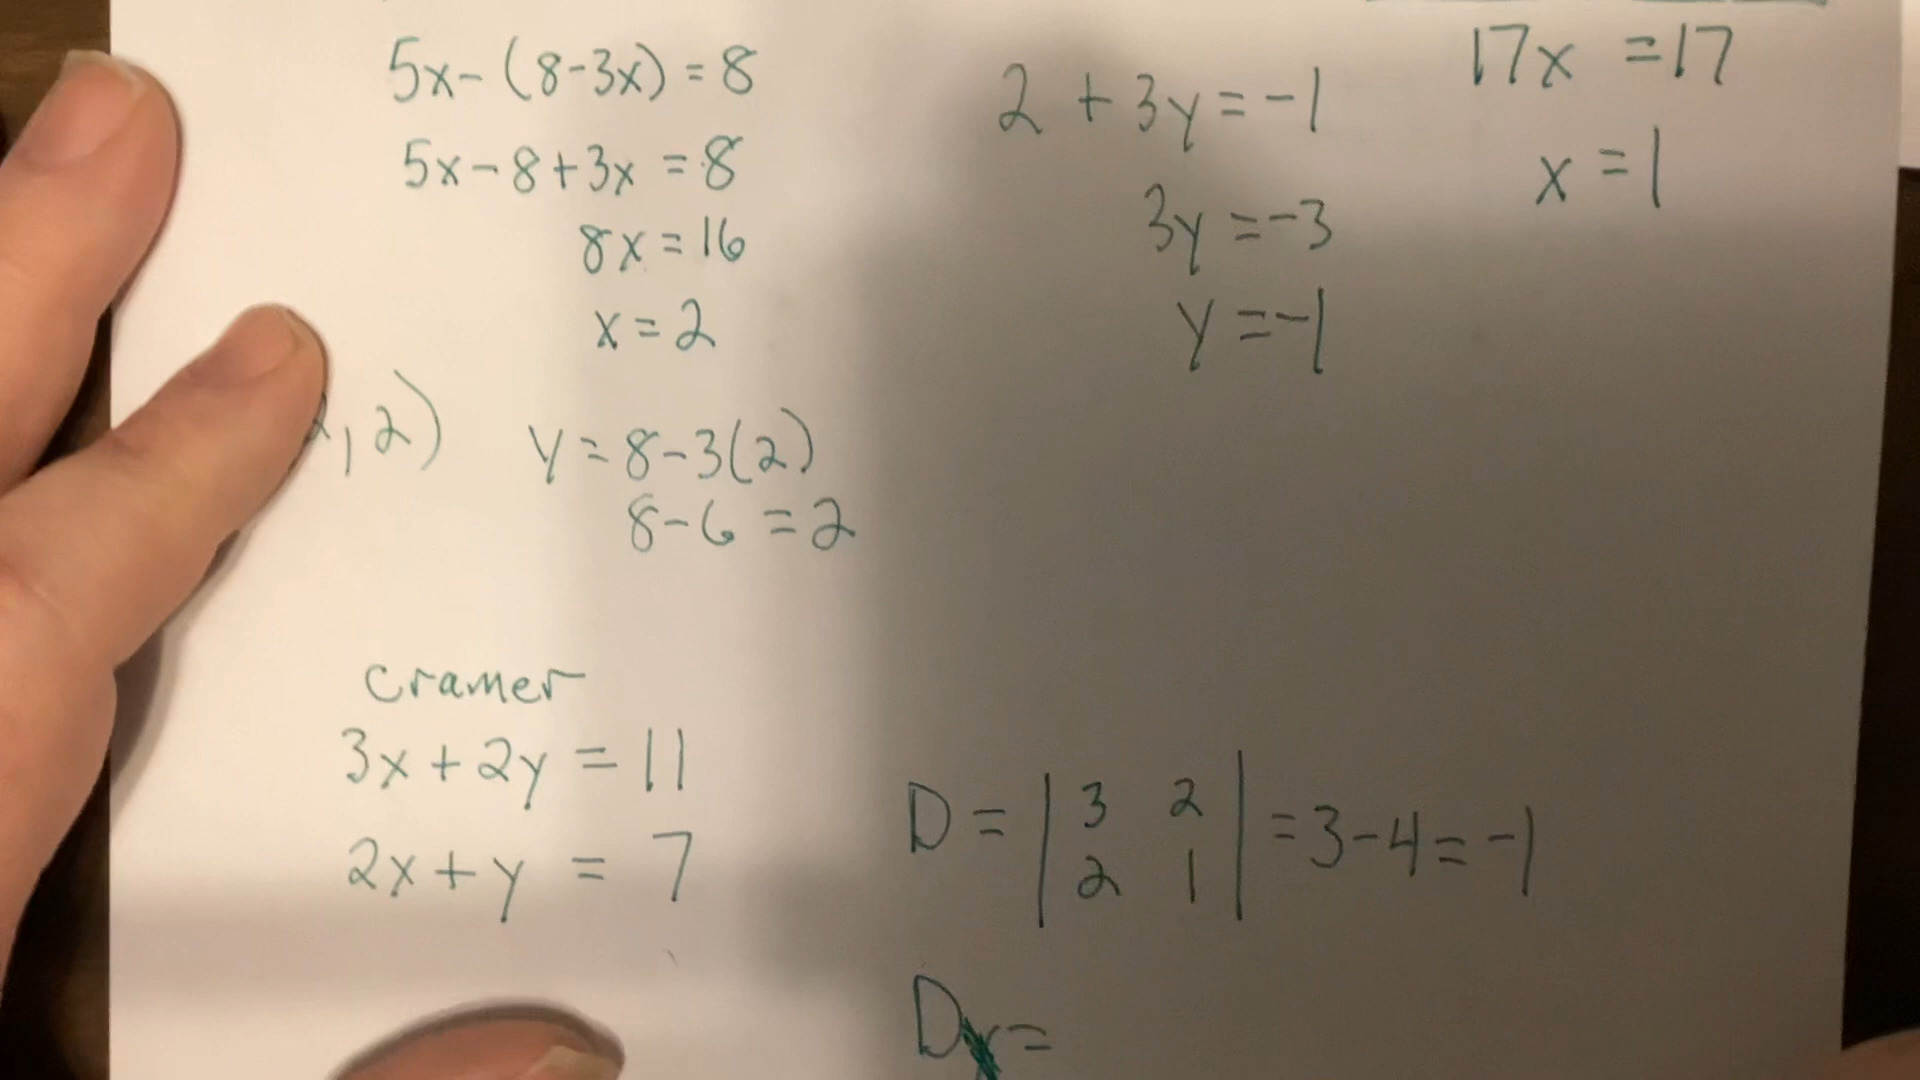 5x-(8-3x)=8
5x-8+3x=8
8x=16
x=2
,2)
y=8-3(2)
8-6=2
2+3y=-1
3y=-3
y=-1
17x=17
x=1
cramer
3x+2y=11
2x+y=7
D=|3 2|=3-4=-1
|2 1|
D =